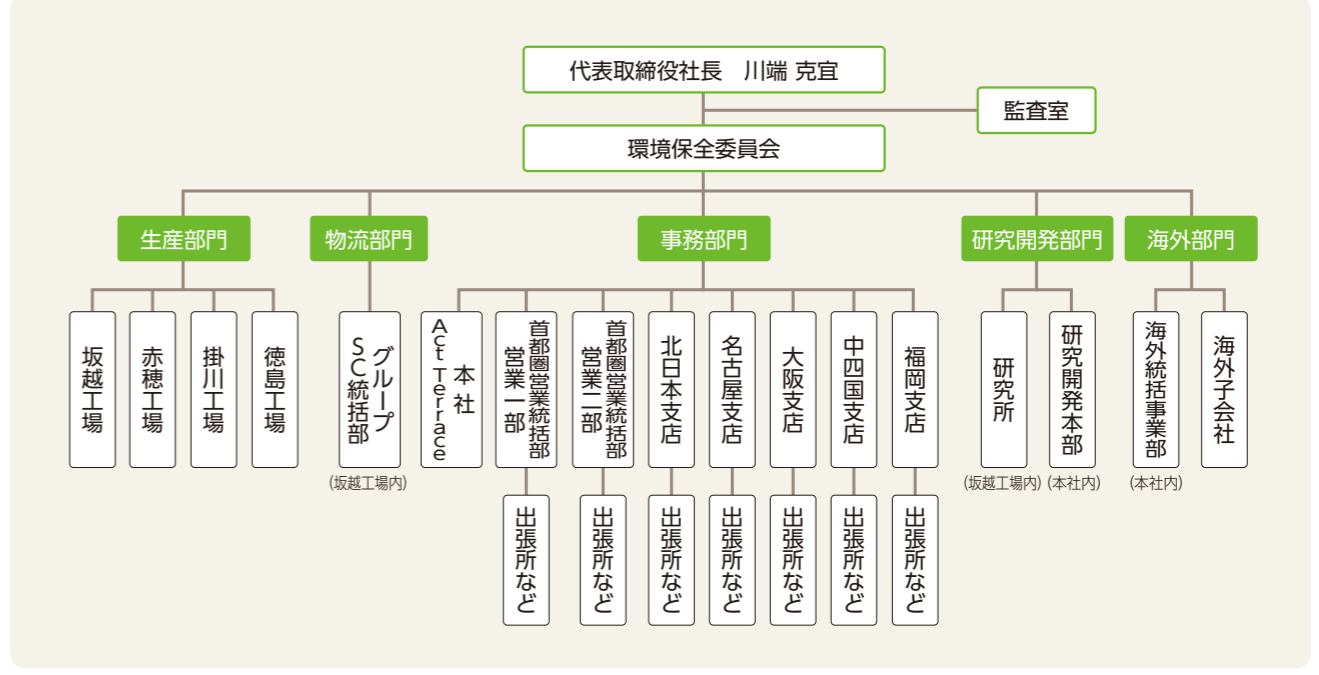 代表取締役社長　川端 克宜
監査室
環境保全委員会
生産部門
物流部門
事務部門
研究開発部門
海外部門
坂越工場
赤穂工場
掛川工場
徳島工場
グループ
SC統括部
(坂越工場内)
本社
Act Terrace
首都圏営業統括部
営業一部
首都圏営業統括部
営業二部
北日本支店
名古屋支店
大阪支店
中四国支店
福岡支店
研究所
(坂越工場内)
研究開発本部
(本社内)
海外統括事業部
(本社内)
海外子会社
出張所など
出張所など
出張所など
出張所など
出張所など
出張所など
出張所など